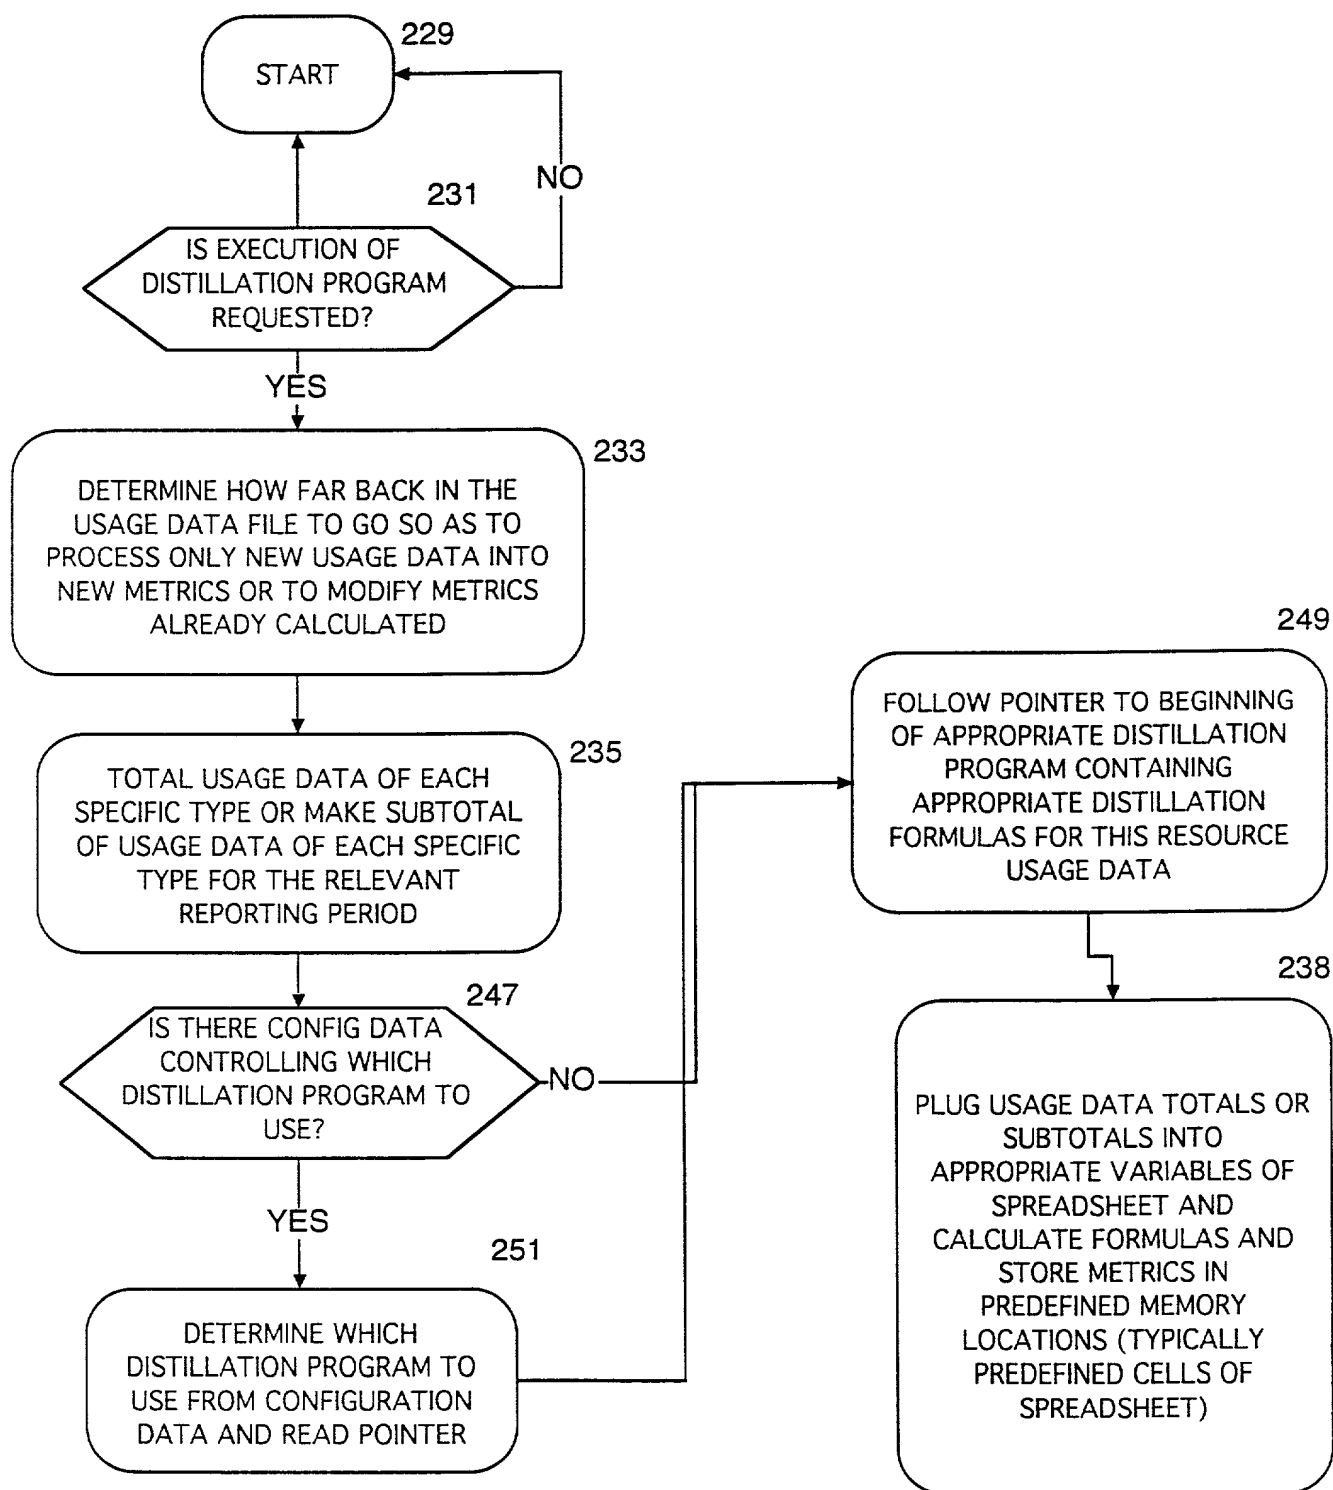 229
START
NO
231
IS EXECUTION OF
DISTILLATION PROGRAM
REQUESTED?
YES
233
DETERMINE HOW FAR BACK IN THE
USAGE DATA FILE TO GO SO AS TO
PROCESS ONLY NEW USAGE DATA INTO
NEW METRICS OR TO MODIFY METRICS
ALREADY CALCULATED
235
TOTAL USAGE DATA OF EACH
SPECIFIC TYPE OR MAKE SUBTOTAL
OF USAGE DATA OF EACH SPECIFIC
TYPE FOR THE RELEVANT
REPORTING PERIOD
247
IS THERE CONFIG DATA
CONTROLLING WHICH
DISTILLATION PROGRAM TO
USE?
NO
YES
251
DETERMINE WHICH
DISTILLATION PROGRAM TO
USE FROM CONFIGURATION
DATA AND READ POINTER
249
FOLLOW POINTER TO BEGINNING
OF APPROPRIATE DISTILLATION
PROGRAM CONTAINING
APPROPRIATE DISTILLATION
FORMULAS FOR THIS RESOURCE
USAGE DATA
238
PLUG USAGE DATA TOTALS OR
SUBTOTALS INTO
APPROPRIATE VARIABLES OF
SPREADSHEET AND
CALCULATE FORMULAS AND
STORE METRICS IN
PREDEFINED MEMORY
LOCATIONS (TYPICALLY
PREDEFINED CELLS OF
SPREADSHEET)